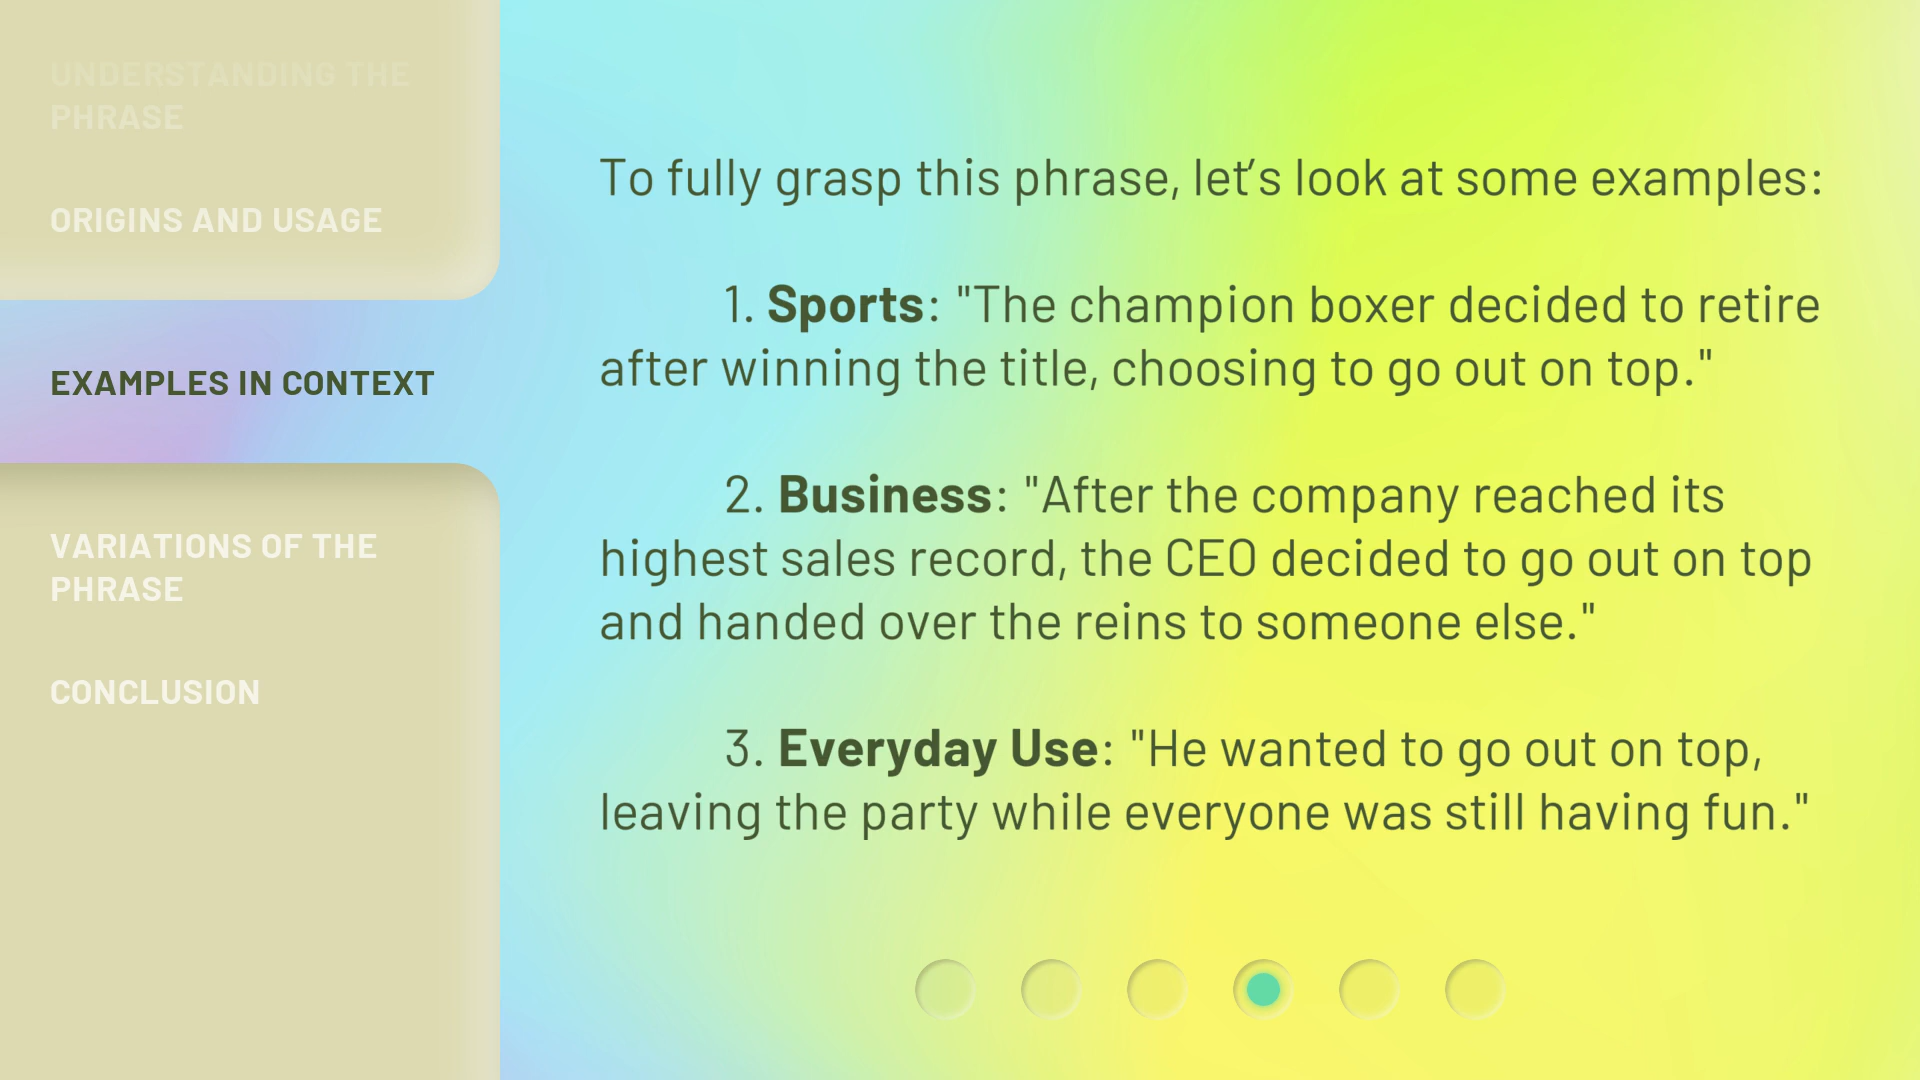 UNDERSTANDING THE
PHRASE
ORIGINS AND USAGE
EXAMPLES IN CONTEXT
VARIATIONS OF THE
PHRASE
CONCLUSION
To fully grasp this phrase, let’s look at some examples:
1. Sports: "The champion boxer decided to retire
after winning the title, choosing to go out on top."
2. Business: "After the company reached its
highest sales record, the CEO decided to go out on top
and handed over the reins to someone else."
3. Everyday Use: "He wanted to go out on top,
leaving the party while everyone was still having fun."